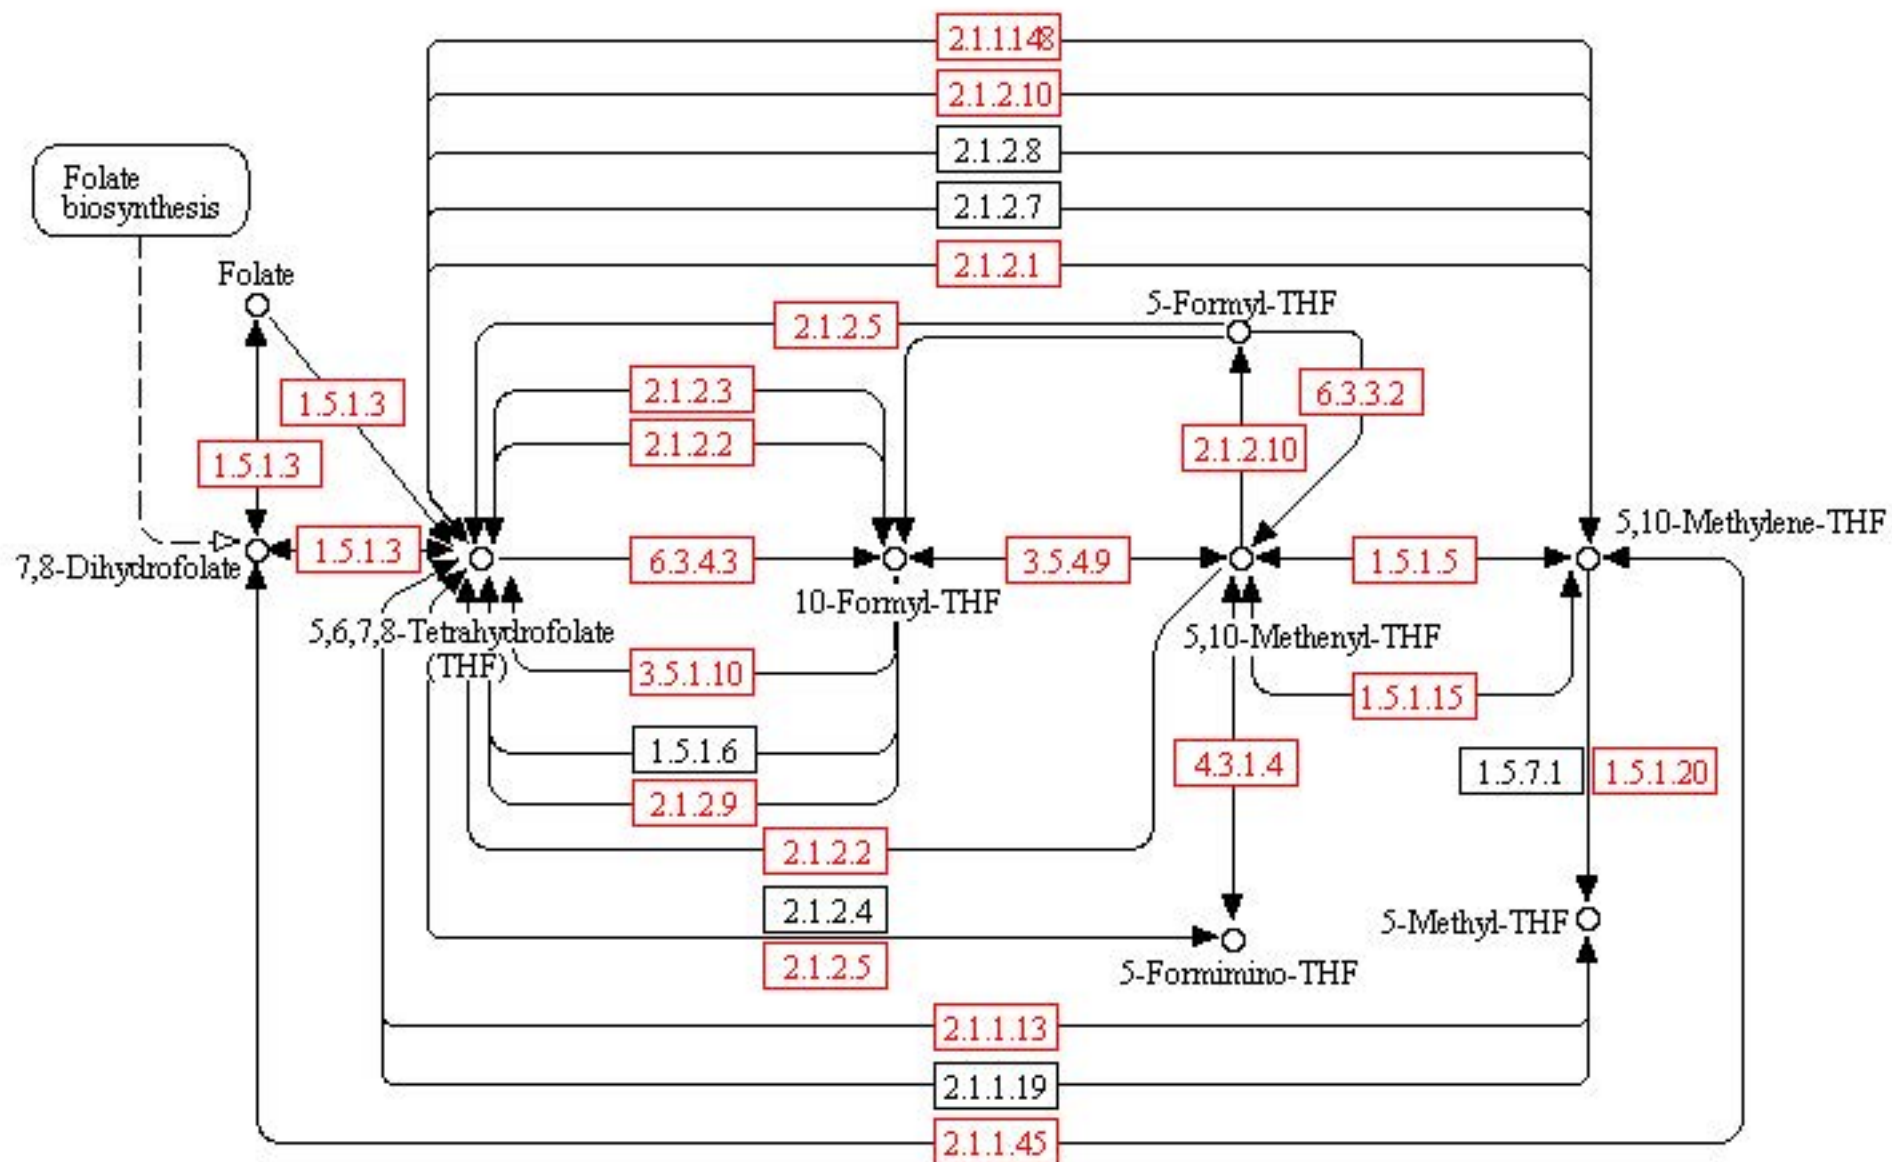 2.1.1.148
2.1.2.10
2.1.2.8
Folate
biosynthesis
2.1.2.7
Folate
2.1.2.1
5-Formyl-THF
2.1.2.5
2.1.2.3
6.3.3.2
1.5.1.3
2.1.2.2
2.1.2.10
1.5.1.3
5,10-Methylene-THF
1.5.1.3
6.3.4.3
3.5.4.9
1.5.1.5
7,8-Dihydrofolate
10-Formyl-THF
5,6,7,8-Tetrahydrofolate
(THF)
5,10-Methenyl-THF
3.5.1.10
1.5.1.15
1.5.1.6
4.3.1.4
1.5.7.1
1.5.1.20
2.1.2.9
2.1.2.2
2.1.2.4
5-Methyl-THF
2.1.2.5
5-Formimino-THF
2.1.1.13
2.1.1.19
2.1.1.45